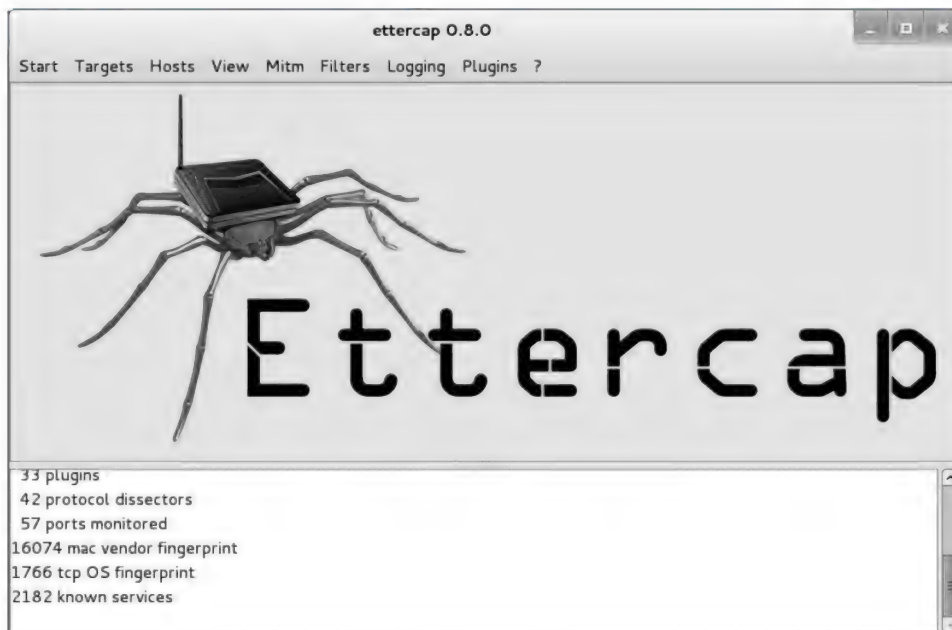 ettercap 0.8.0
Start Targets Hosts View Mitm Filters Logging Plugins ?
Ettercap
33 plugins
42 protocol dissectors
57 ports monitored
16074 mac vendor fingerprint
1766 tcp OS fingerprint
2182 known services